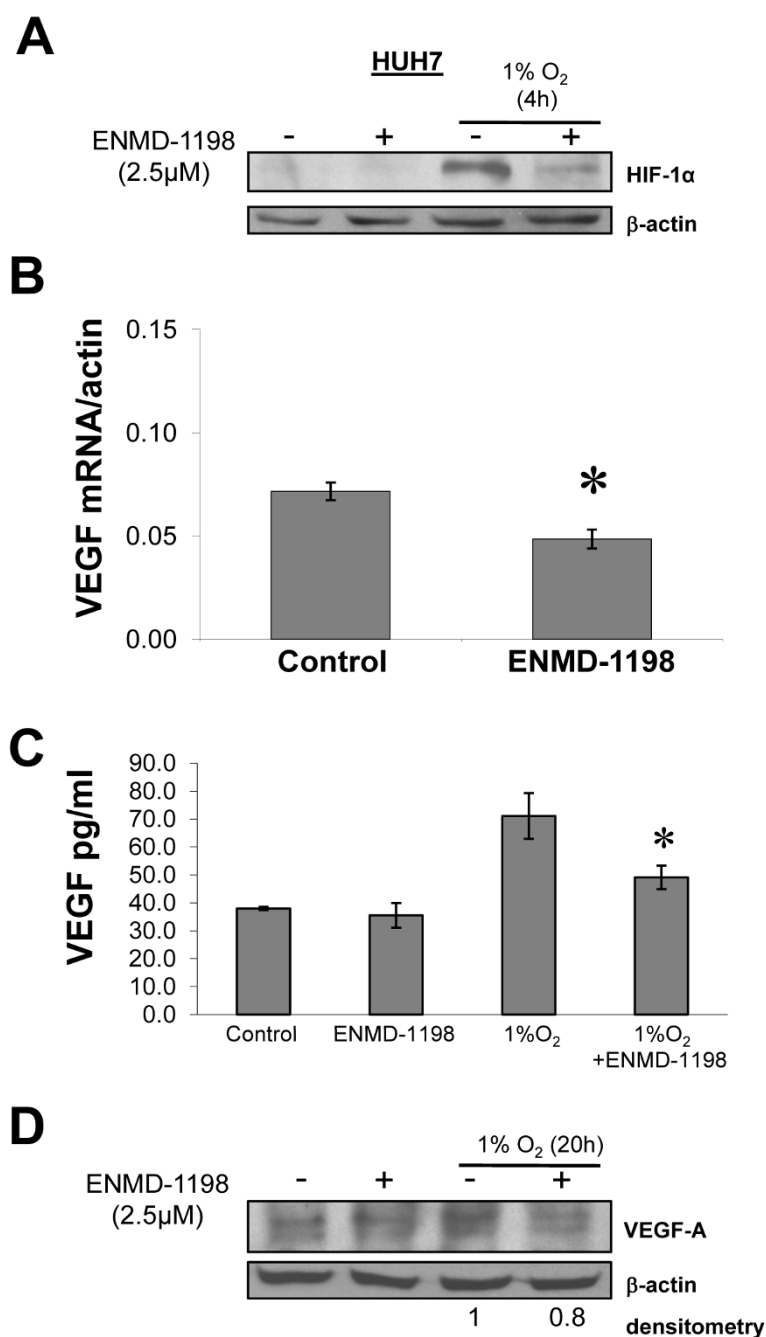 A
HUH7
1% O₂
(4h)
ENMD-1198 - + - +
(2.5µM)
HIF-1α
β-actin
B
VEGF mRNA/actin
0.15
0.10
0.05
0.00
*
Control ENMD-1198
C
VEGF pg/ml
90.0
80.0
70.0
60.0
50.0
40.0
30.0
20.0
10.0
0.0
*
Control ENMD-1198 1%O₂ 1%O₂
+ENMD-1198
D
1% O₂ (20h)
ENMD-1198 - + - +
(2.5µM)
VEGF-A
β-actin
1 0.8 densitometry